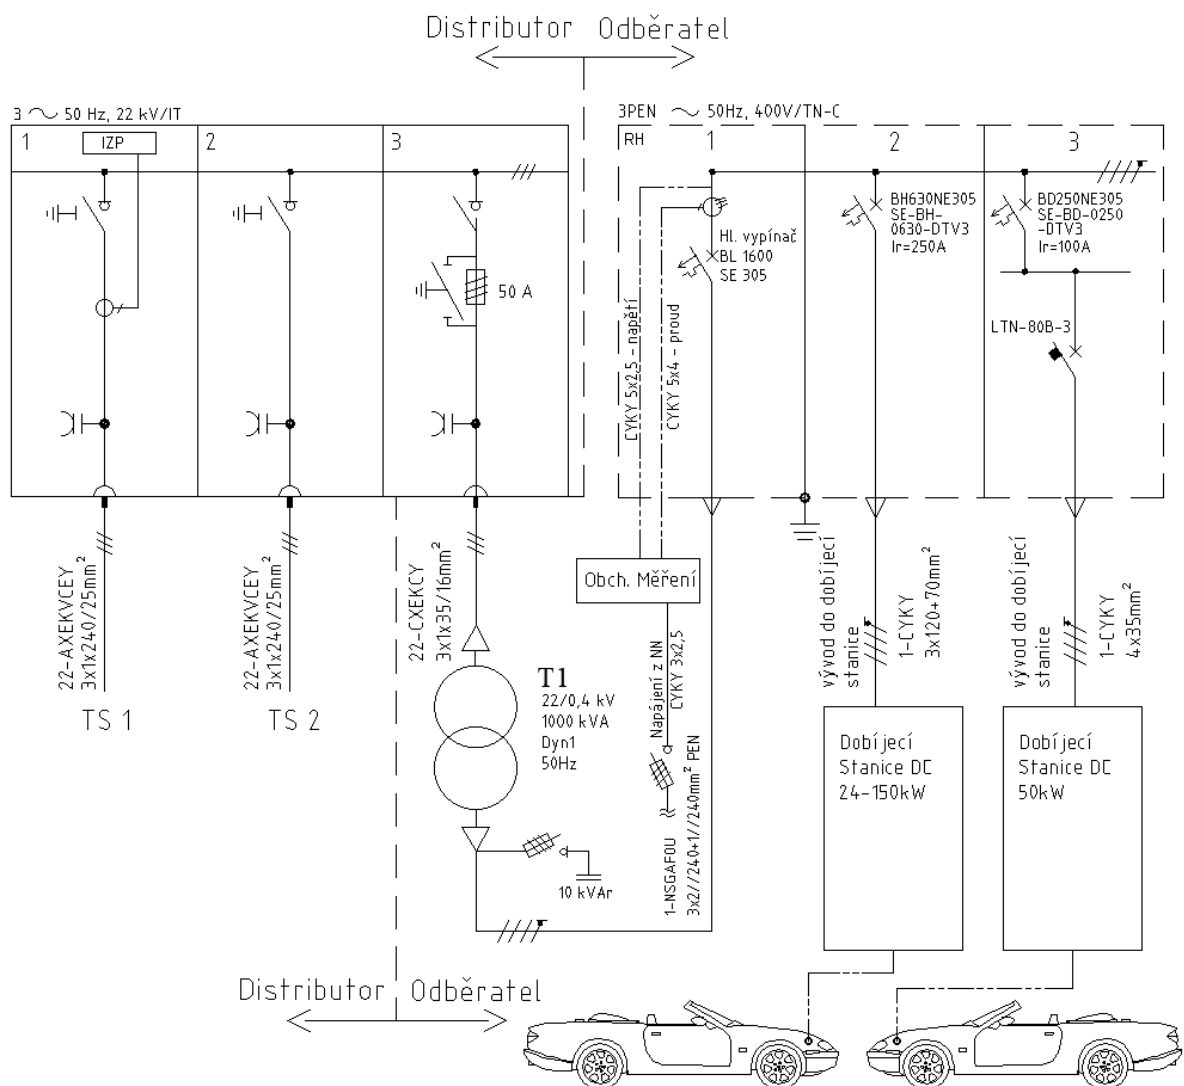 Distributor Odběratel
3 ~ 50 Hz, 22 kV/IT
3PEN ~ 50Hz, 400V/TN-C
1
IZP
2
3
RH
1
2
3
50 A
Hl. vypínač
BL 1600
SE 305
BH630NE305
SE-BH-
0630-DTV3
Ir=250A
BD250NE305
SE-BD-0250
-DTV3
Ir=100A
LTN-80B-3
CYKY 5x2,5 - napětí
CYKY 5x4 - proud
22-AXEKVCEY
3x1x240/25mm²
TS 1
22-AXEKVCEY
3x1x240/25mm²
TS 2
22-CXEKCY
3x1x35/16mm²
Obch. Měření
Napájení z NN
CYKY 3x2,5
T1
22/0,4 kV
1000 kVA
Dyn1
50Hz
10 kVAr
1-NSGAFOU
3x2//240+1//240mm² PEN
vývod do dobíjecí
stanice
1-CYKY
3x120+70mm²
vývod do dobíjecí
stanice
1-CYKY
4x35mm²
Dobíjecí
Stanice DC
24-150kW
Dobíjecí
Stanice DC
50kW
Distributor Odběratel